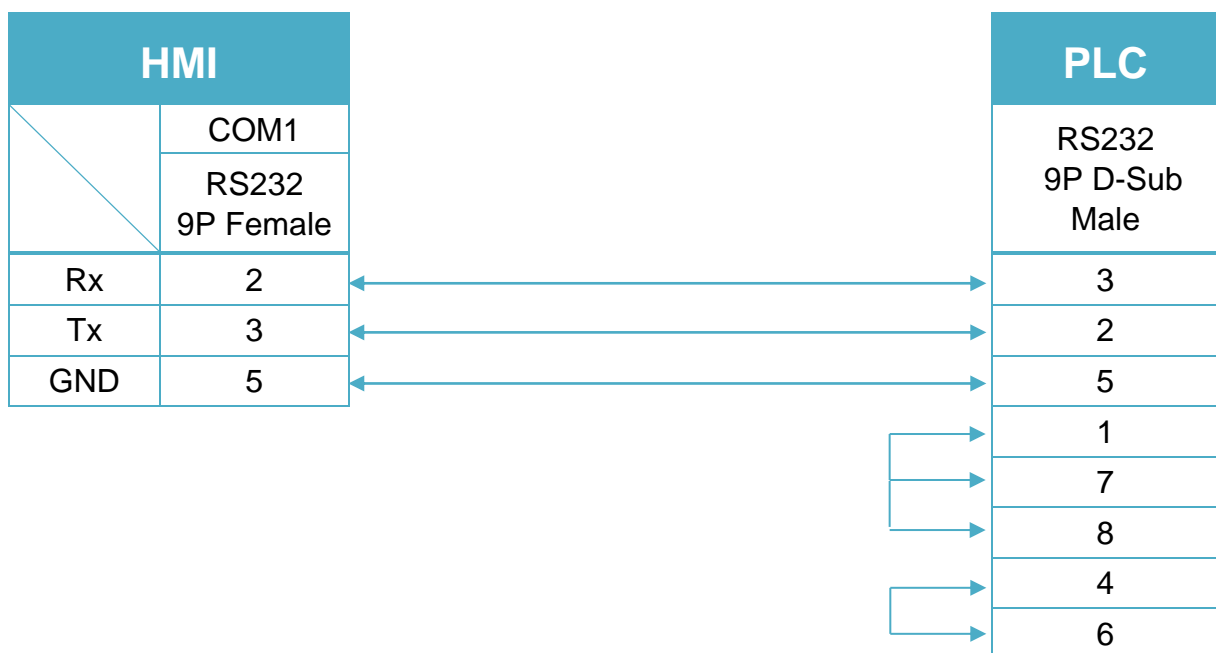 HMI
PLC
COM1
RS232
9P Female
RS232
9P D-Sub
Male
Rx 2 3
Tx 3 2
GND 5 5
1
7
8
4
6